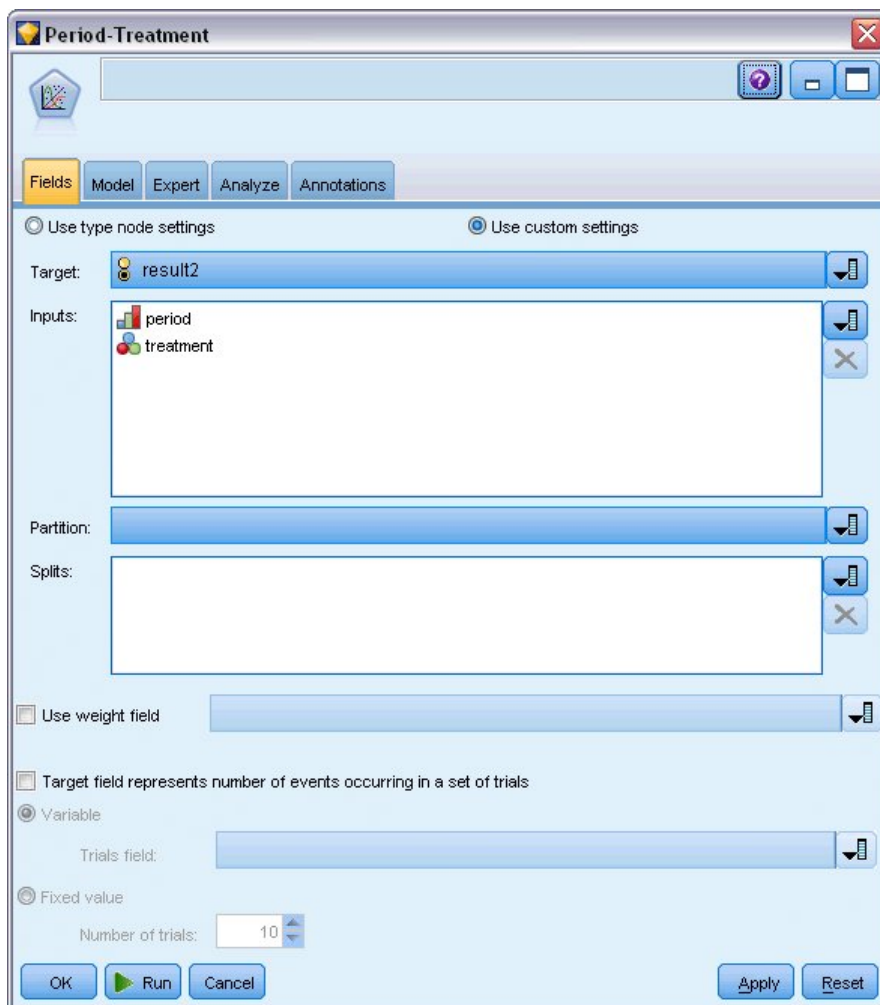 Period-Treatment
?
Fields Model Expert Analyze Annotations
Use type node settings Use custom settings
Target: result2
Inputs: period
treatment
Partition:
Splits:
Use weight field
Target field represents number of events occurring in a set of trials
Variable
Trials field:
Fixed value
Number of trials: 10
OK Run Cancel Apply Reset